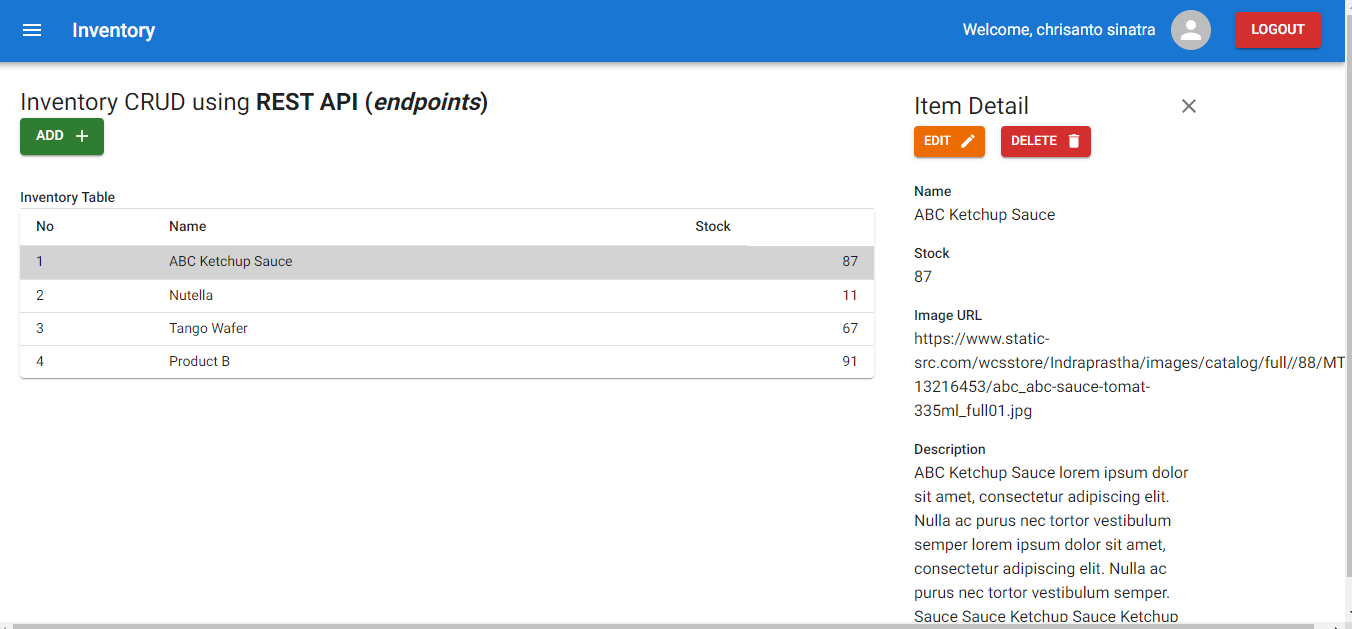 Inventory
Welcome, chrisanto sinatra
LOGOUT
Inventory CRUD using REST API (endpoints)
ADD
Inventory Table
No Name Stock
1 ABC Ketchup Sauce 87
2 Nutella 11
3 Tango Wafer 67
4 Product B 91
Item Detail
EDIT
DELETE
Name
ABC Ketchup Sauce
Stock
87
Image URL
https://www.static-
src.com/wcsstore/Indraprastha/images/catalog/full//88/MT
13216453/abc_abc-sauce-tomat-
335ml_full01.jpg
Description
ABC Ketchup Sauce lorem ipsum dolor
sit amet, consectetur adipiscing elit.
Nulla ac purus nec tortor vestibulum
semper lorem ipsum dolor sit amet,
consectetur adipiscing elit. Nulla ac
purus nec tortor vestibulum semper.
Sauce Sauce Ketchup Sauce Ketchup